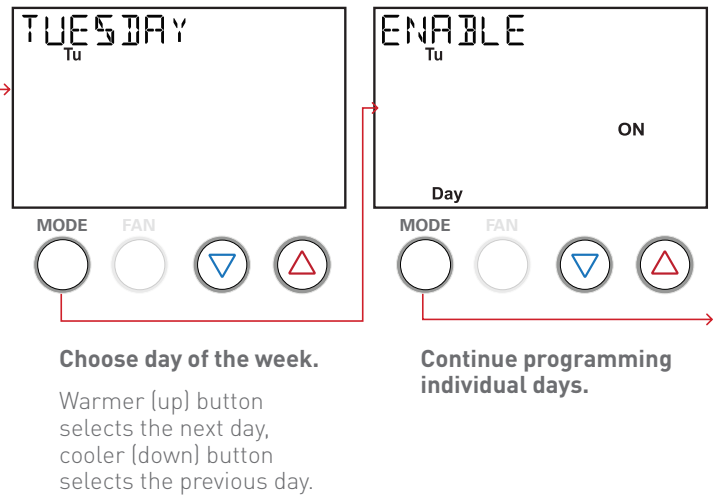 TUESDAY
Tu
MODE FAN
Choose day of the week.
Warmer (up) button
selects the next day,
cooler (down) button
selects the previous day.
ENABLE
Tu
ON
Day
MODE FAN
Continue programming
individual days.